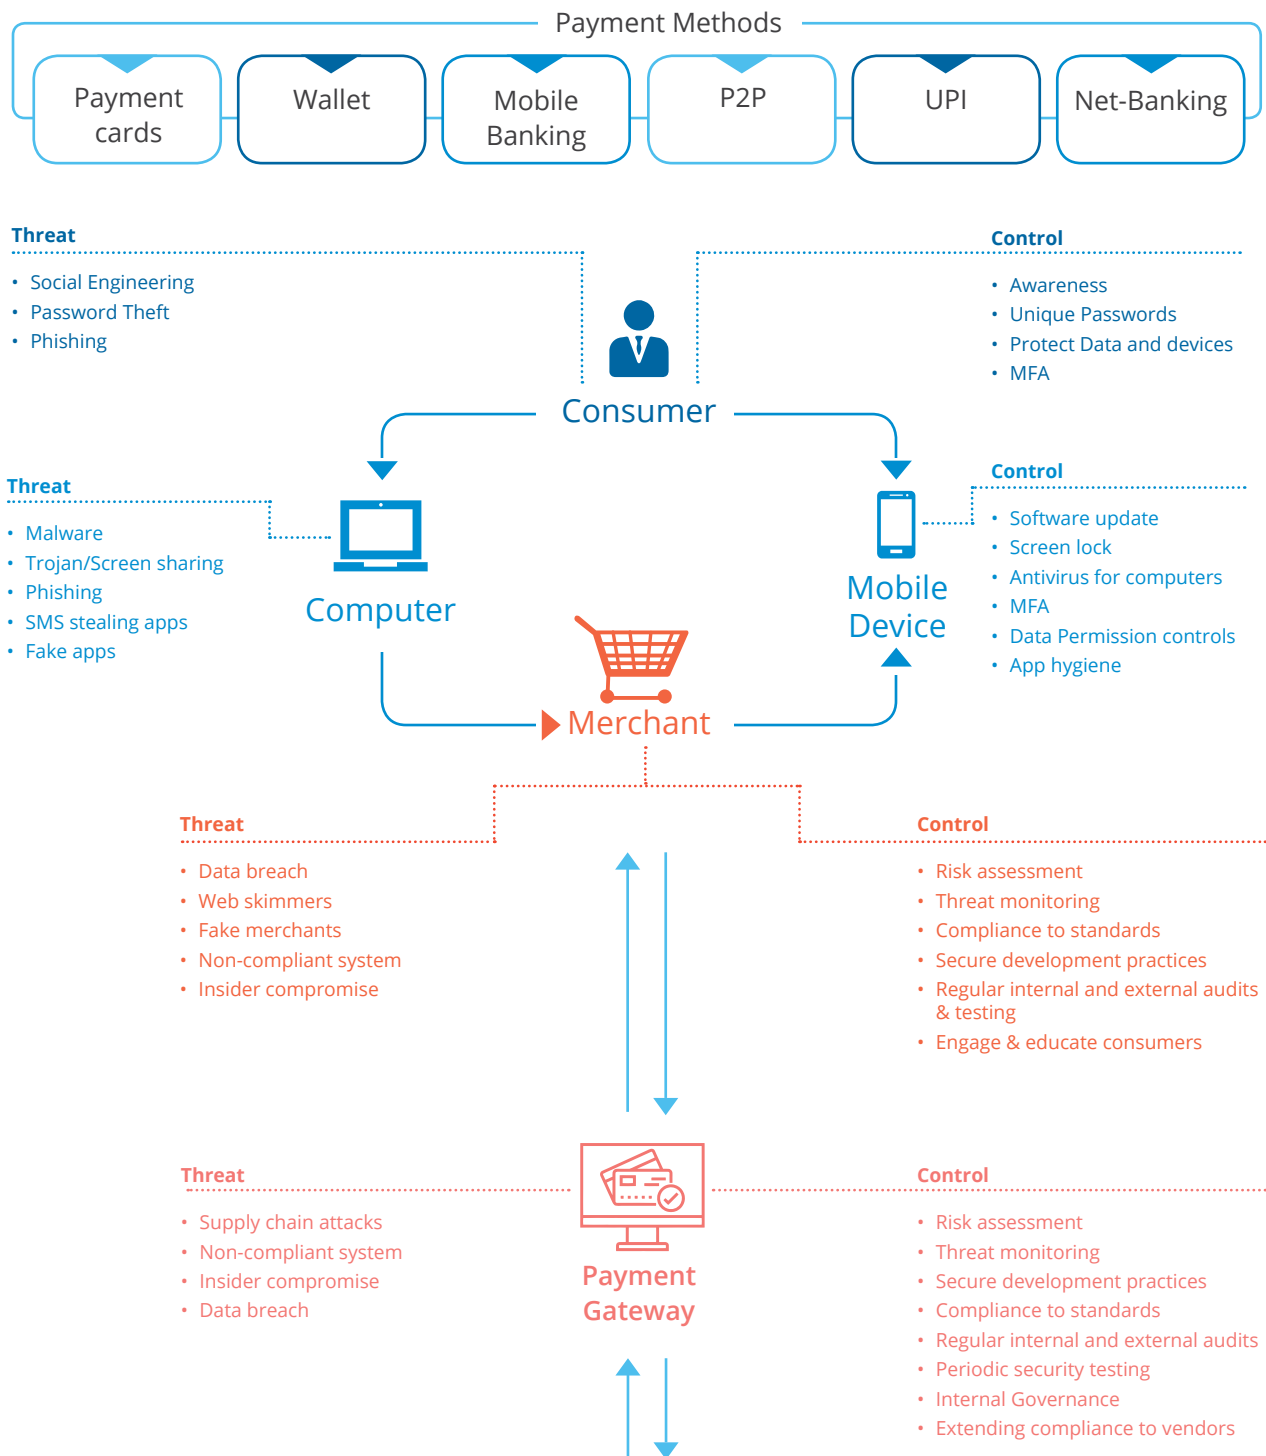 Payment Methods
Payment
cards
Wallet
Mobile
Banking
P2P
UPI
Net-Banking
Threat
• Social Engineering
• Password Theft
• Phishing
Control
• Awareness
• Unique Passwords
• Protect Data and devices
• MFA
Consumer
Threat
• Malware
• Trojan/Screen sharing
• Phishing
• SMS stealing apps
• Fake apps
Computer
Mobile
Device
Control
• Software update
• Screen lock
• Antivirus for computers
• MFA
• Data Permission controls
• App hygiene
Merchant
Threat
• Data breach
• Web skimmers
• Fake merchants
• Non-compliant system
• Insider compromise
Control
• Risk assessment
• Threat monitoring
• Compliance to standards
• Secure development practices
• Regular internal and external audits
& testing
• Engage & educate consumers
Threat
• Supply chain attacks
• Non-compliant system
• Insider compromise
• Data breach
Payment
Gateway
Control
• Risk assessment
• Threat monitoring
• Secure development practices
• Compliance to standards
• Regular internal and external audits
• Periodic security testing
• Internal Governance
• Extending compliance to vendors